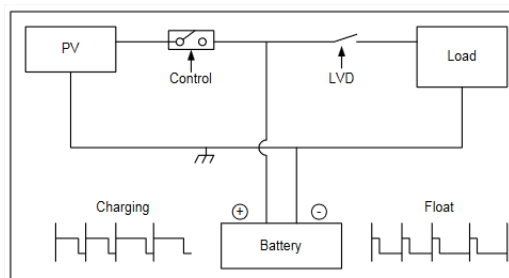 PV
Control
LVD
Load
Charging
+
-
Float
Battery